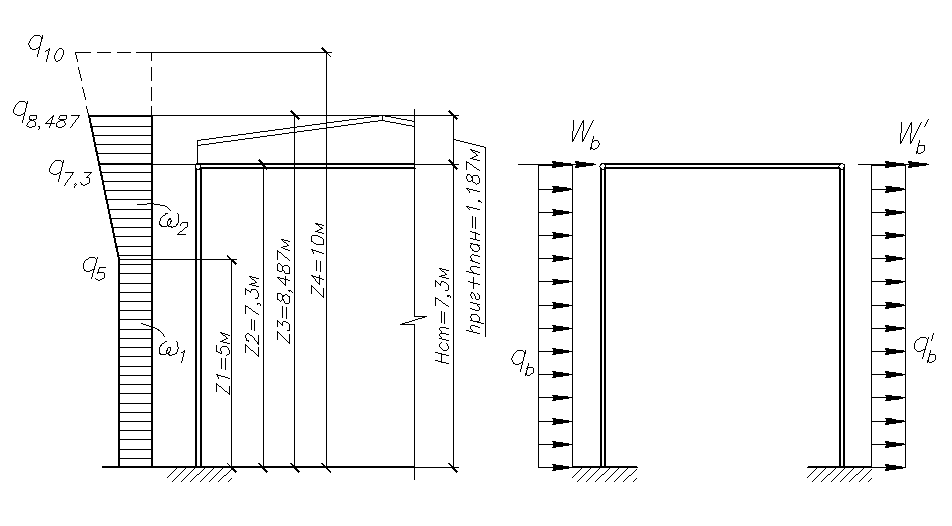 q10
q8,487
q7,3
ω2
q5
ω1
Z1=5м
Z2=7,3м
Z3=8,487м
Z4=10м
Hст=7,3м
hриг+hпан=1,187м
Wb
W'b
qb
q'b